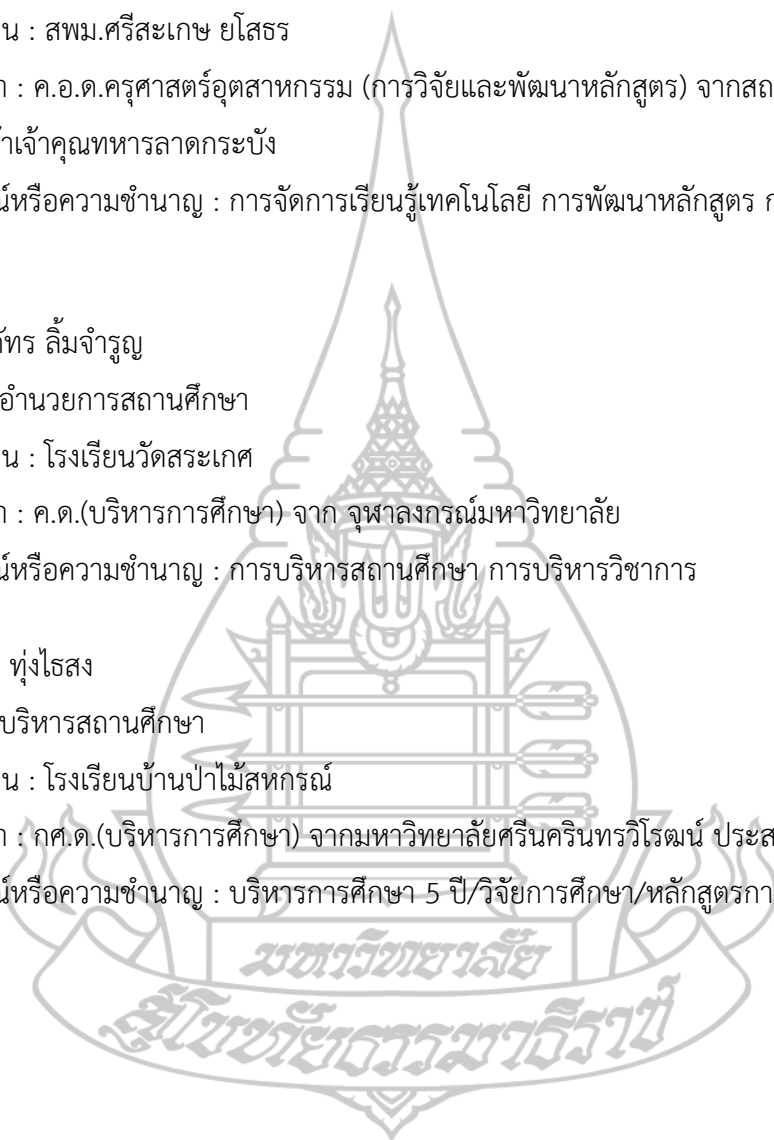 น : สพม.ศรีสะเกษ ยโสธร
า : ค.อ.ด.ครุศาสตร์อุตสาหกรรม (การวิจัยและพัฒนาหลักสูตร) จากสถ
าเจ้าคุณทหารลาดกระบัง
ณ์หรือความชำนาญ : การจัดการเรียนรู้เทคโนโลยี การพัฒนาหลักสูตร ก
ภัทร ลิ้มจำรูญ
อำนวยการสถานศึกษา
น : โรงเรียนวัดสระเกศ
า : ค.ด.(บริหารการศึกษา) จาก จุฬาลงกรณ์มหาวิทยาลัย
ณ์หรือความชำนาญ : การบริหารสถานศึกษา การบริหารวิชาการ
ทุ่งไธสง
บริหารสถานศึกษา
น : โรงเรียนบ้านป่าไม้สหกรณ์
า : กศ.ด.(บริหารการศึกษา) จากมหาวิทยาลัยศรีนครินทรวิโรฒน์ ประส
ณ์หรือความชำนาญ : บริหารการศึกษา 5 ปี/วิจัยการศึกษา/หลักสูตรกา
มหาวิทยาลัย
สุโขทัยธรรมาธิราช